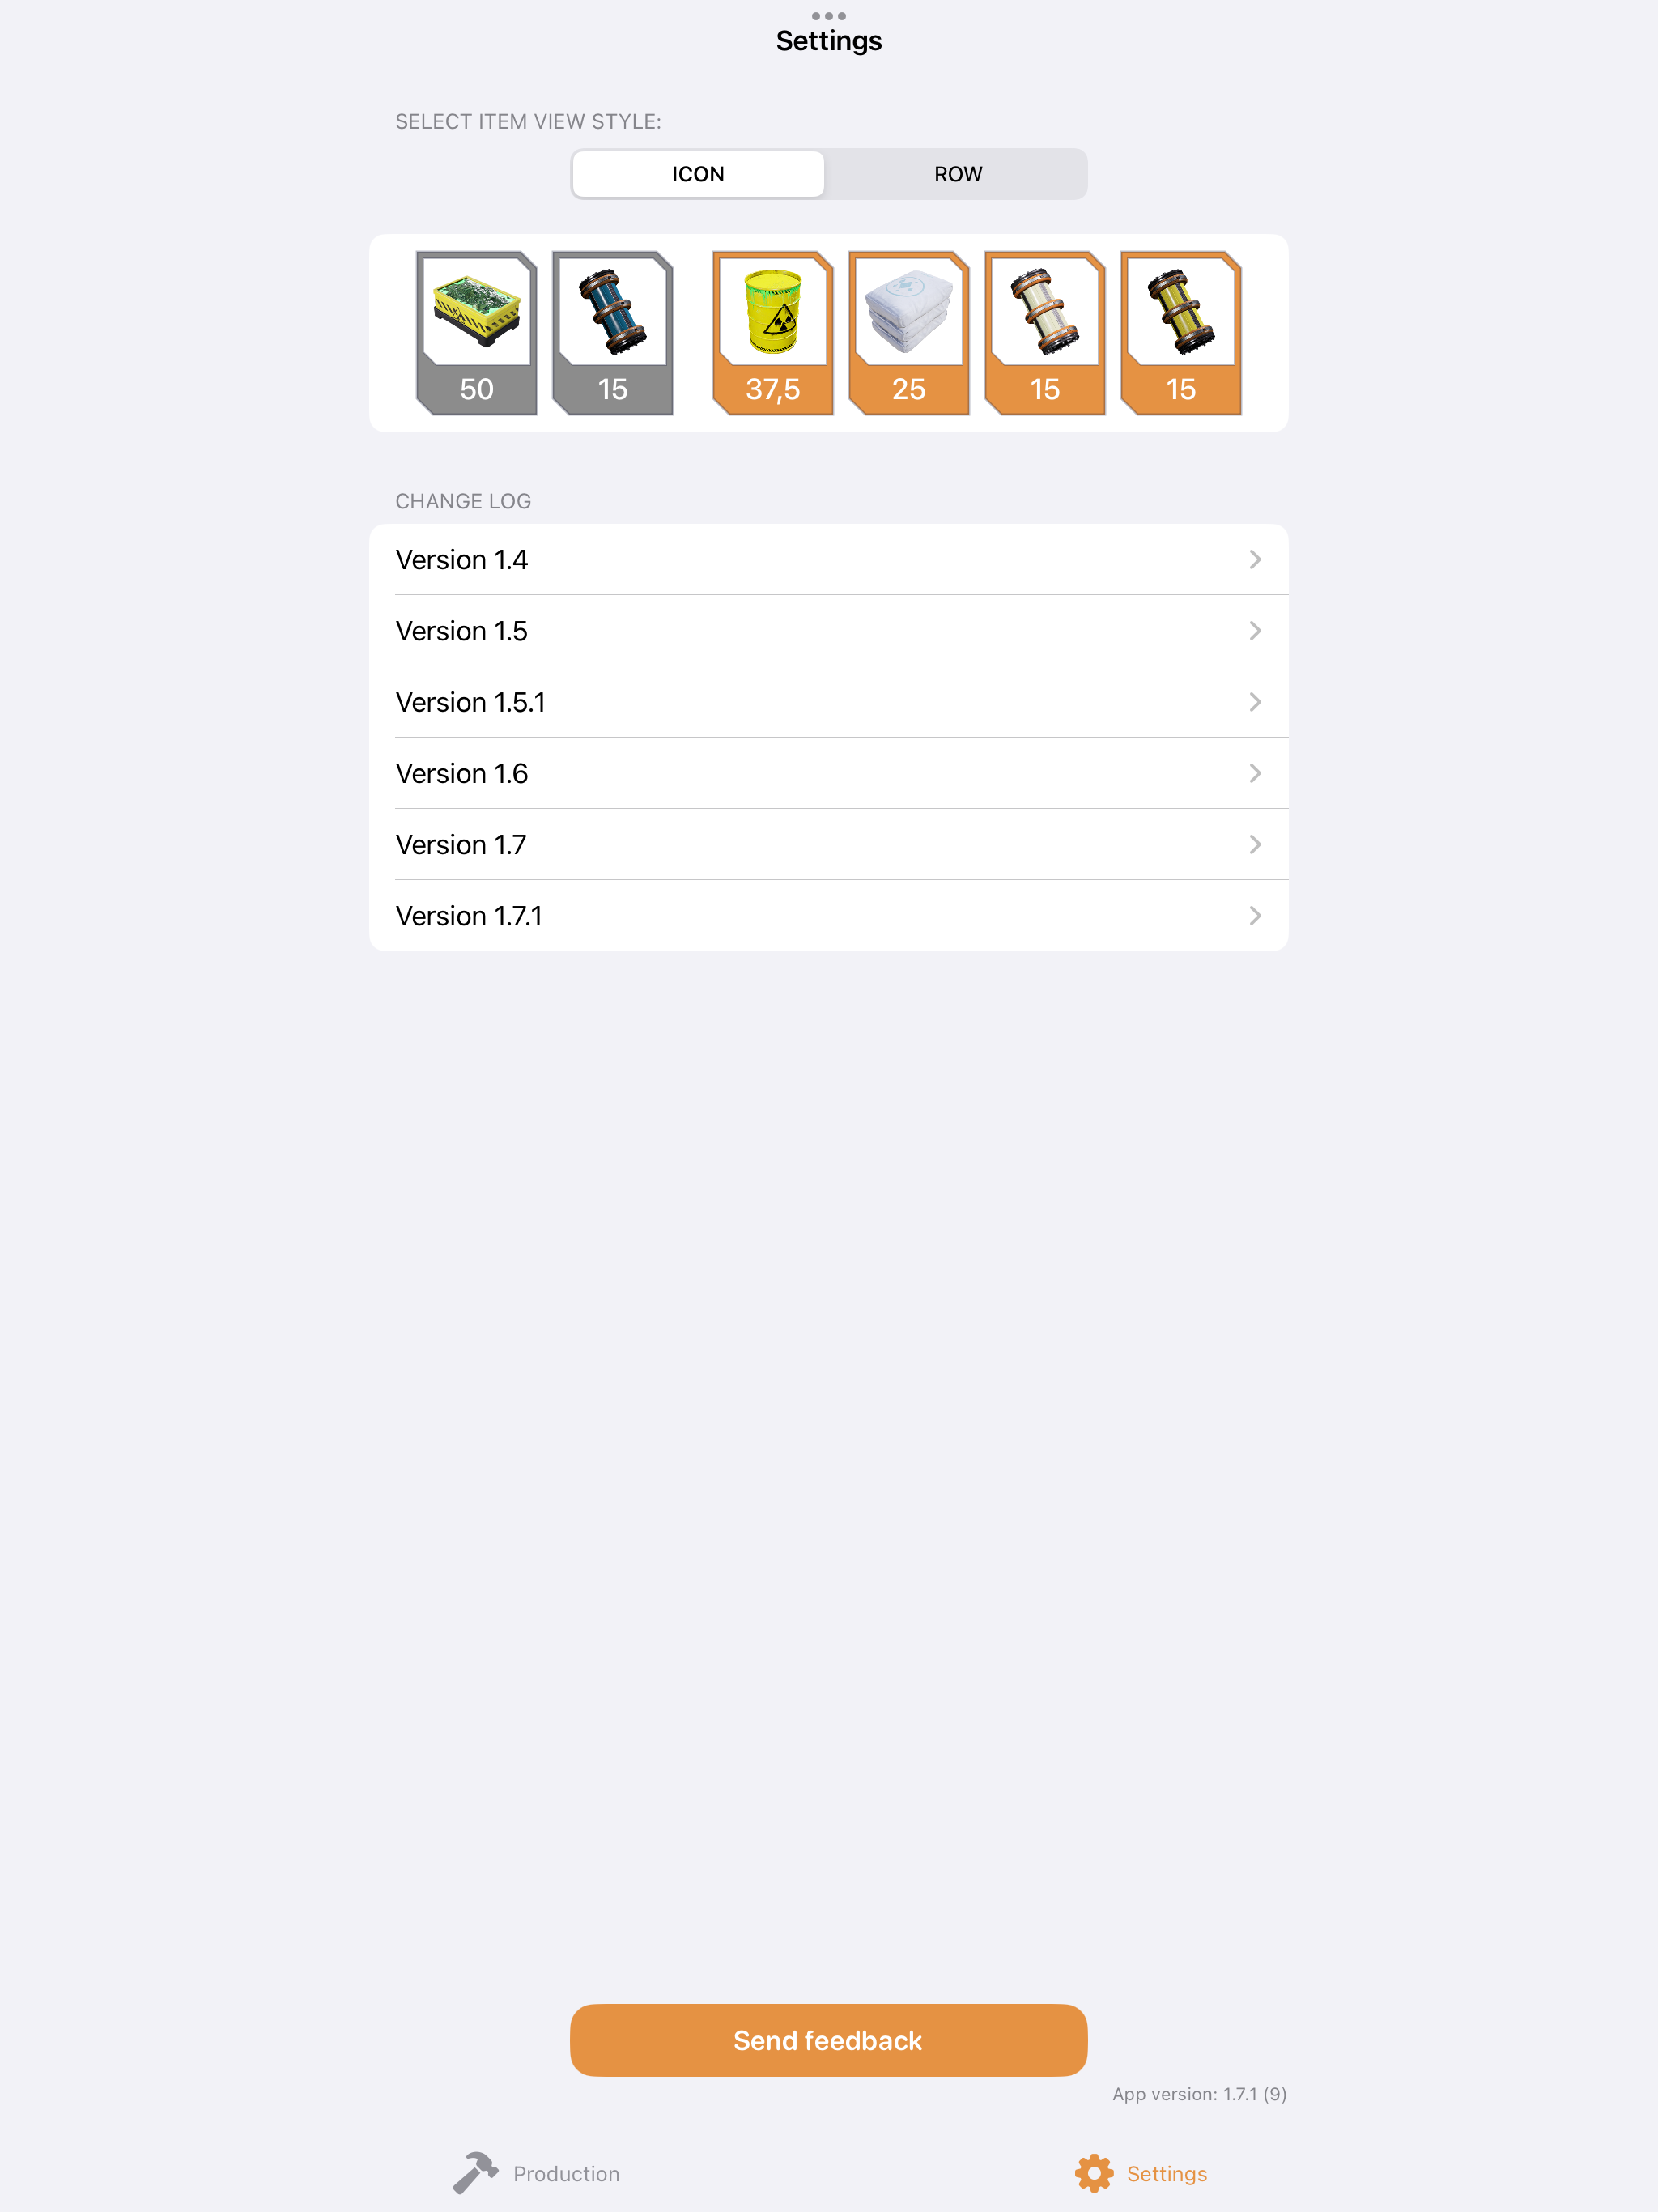 Settings
SELECT ITEM VIEW STYLE:
ICON ROW
50 15 37,5 25 15 15
CHANGE LOG
Version 1.4
Version 1.5
Version 1.5.1
Version 1.6
Version 1.7
Version 1.7.1
Send feedback
App version: 1.7.1 (9)
Production Settings